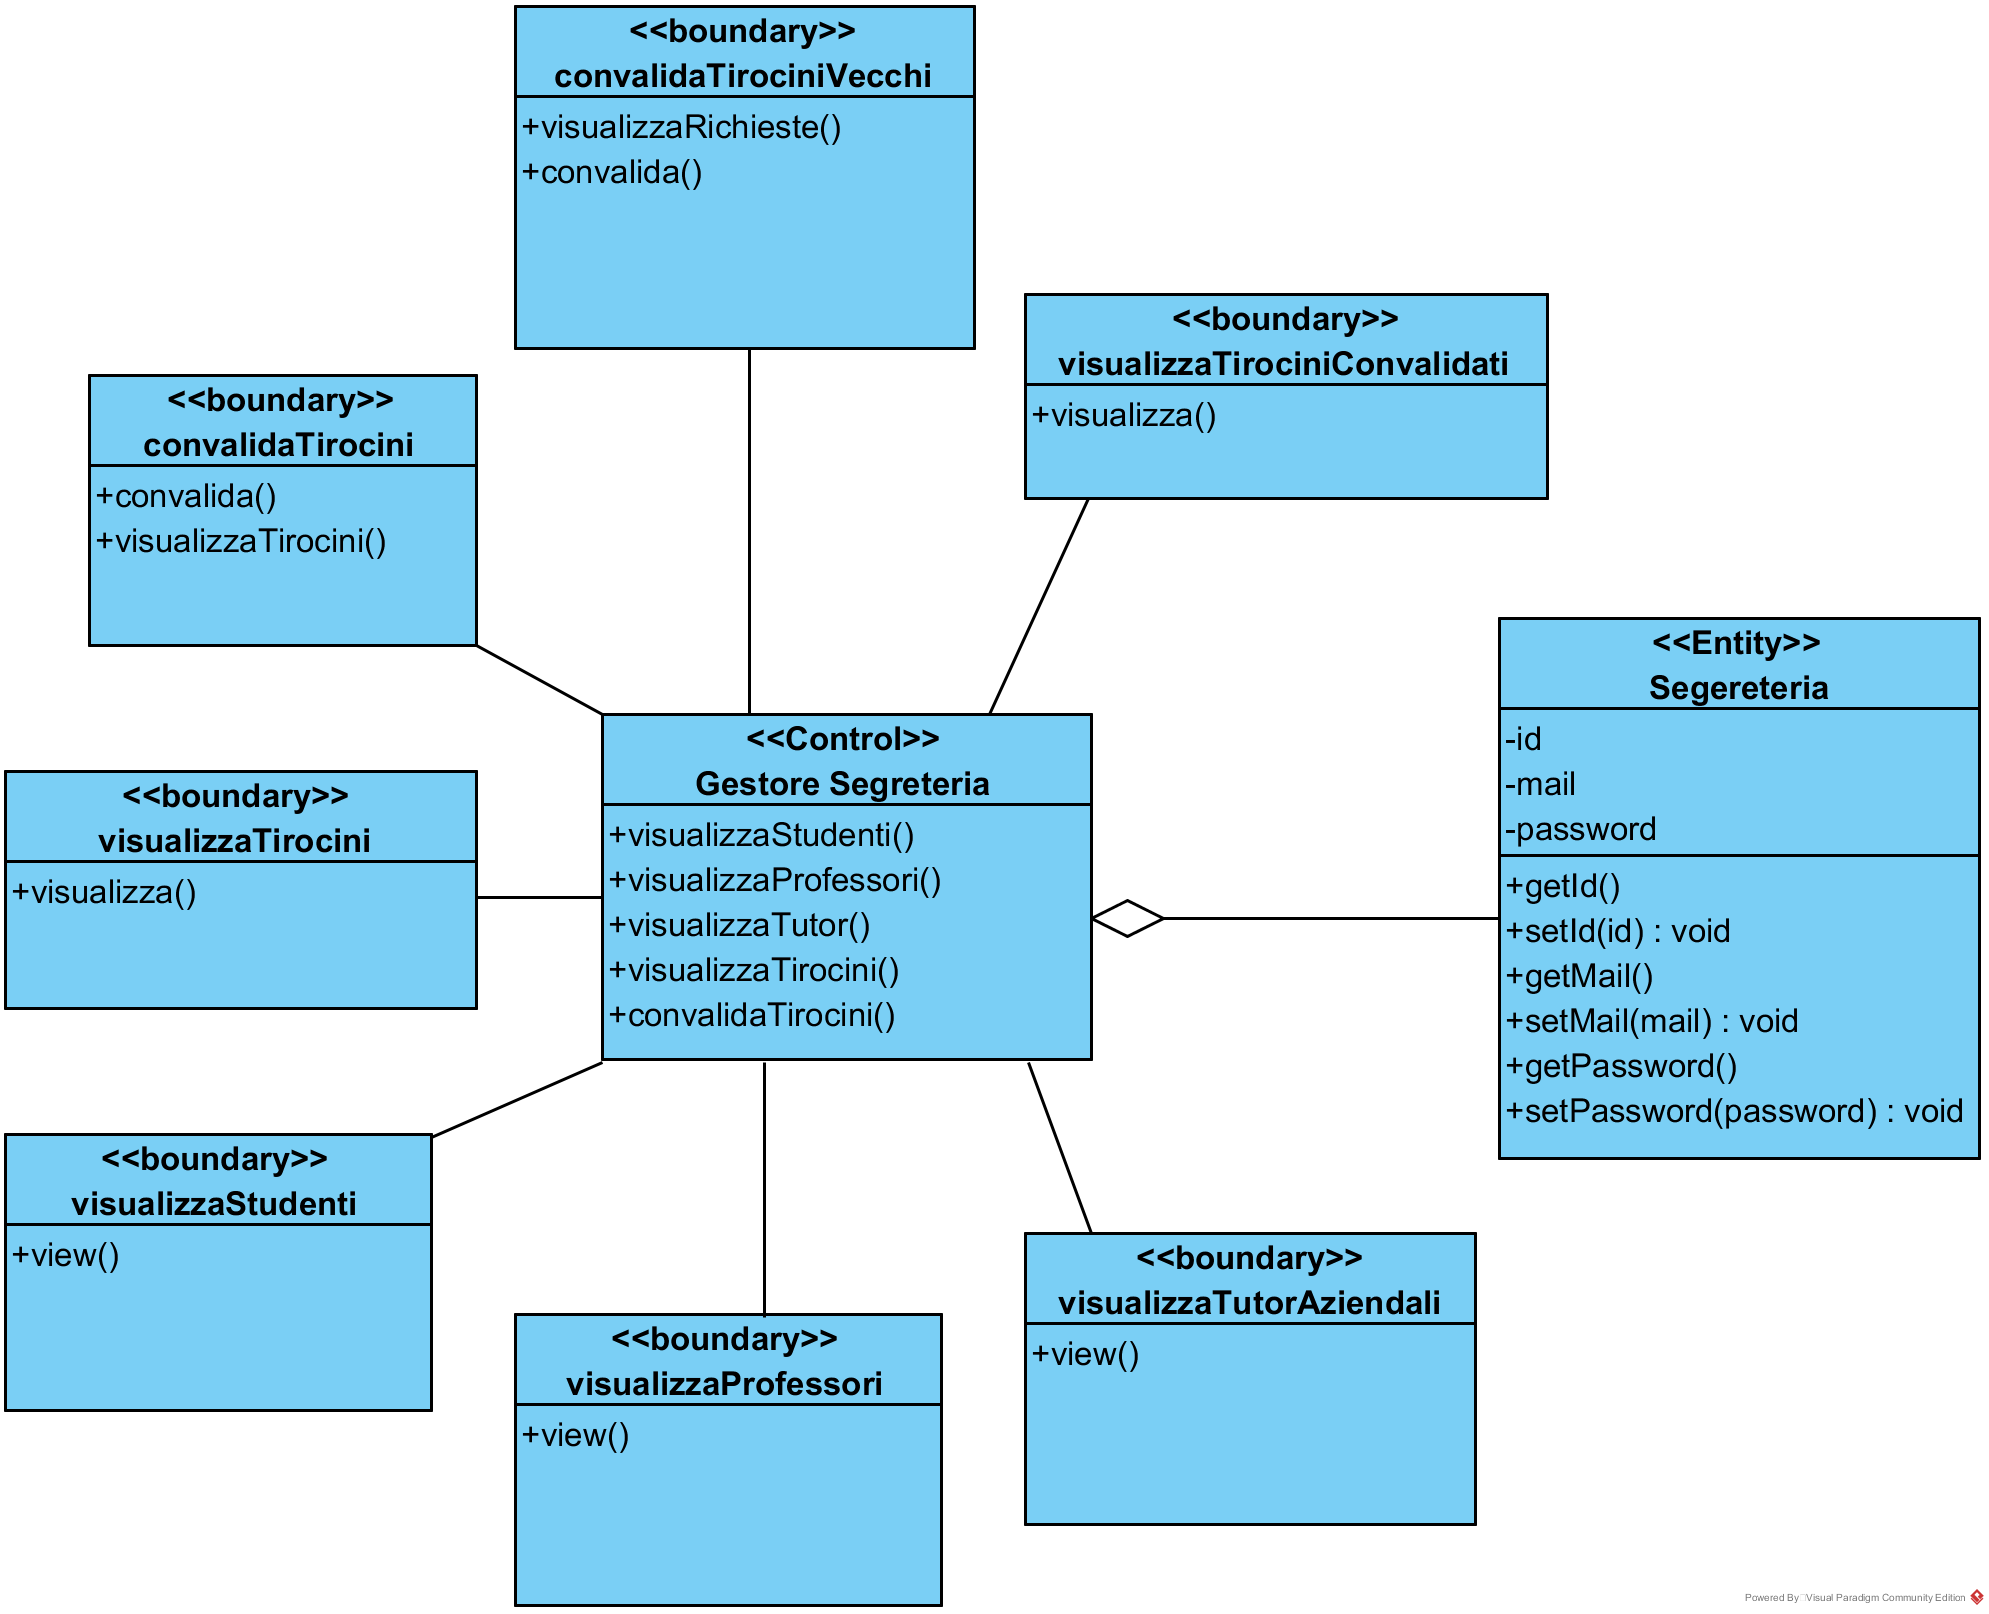 <<boundary>>
convalidaTirociniVecchi
+visualizzaRichieste()
+convalida()
<<boundary>>
visualizzaTirociniConvalidati
+visualizza()
<<boundary>>
convalidaTirocini
+convalida()
+visualizzaTirocini()
<<Entity>>
Segereteria
-id
-mail
-password
+getId()
+setId(id) : void
+getMail()
+setMail(mail) : void
+getPassword()
+setPassword(password) : void
<<Control>>
Gestore Segreteria
+visualizzaStudenti()
+visualizzaProfessori()
+visualizzaTutor()
+visualizzaTirocini()
+convalidaTirocini()
<<boundary>>
visualizzaTirocini
+visualizza()
<<boundary>>
visualizzaStudenti
+view()
<<boundary>>
visualizzaProfessori
+view()
<<boundary>>
visualizzaTutorAziendali
+view()
Powered By Visual Paradigm Community Edition